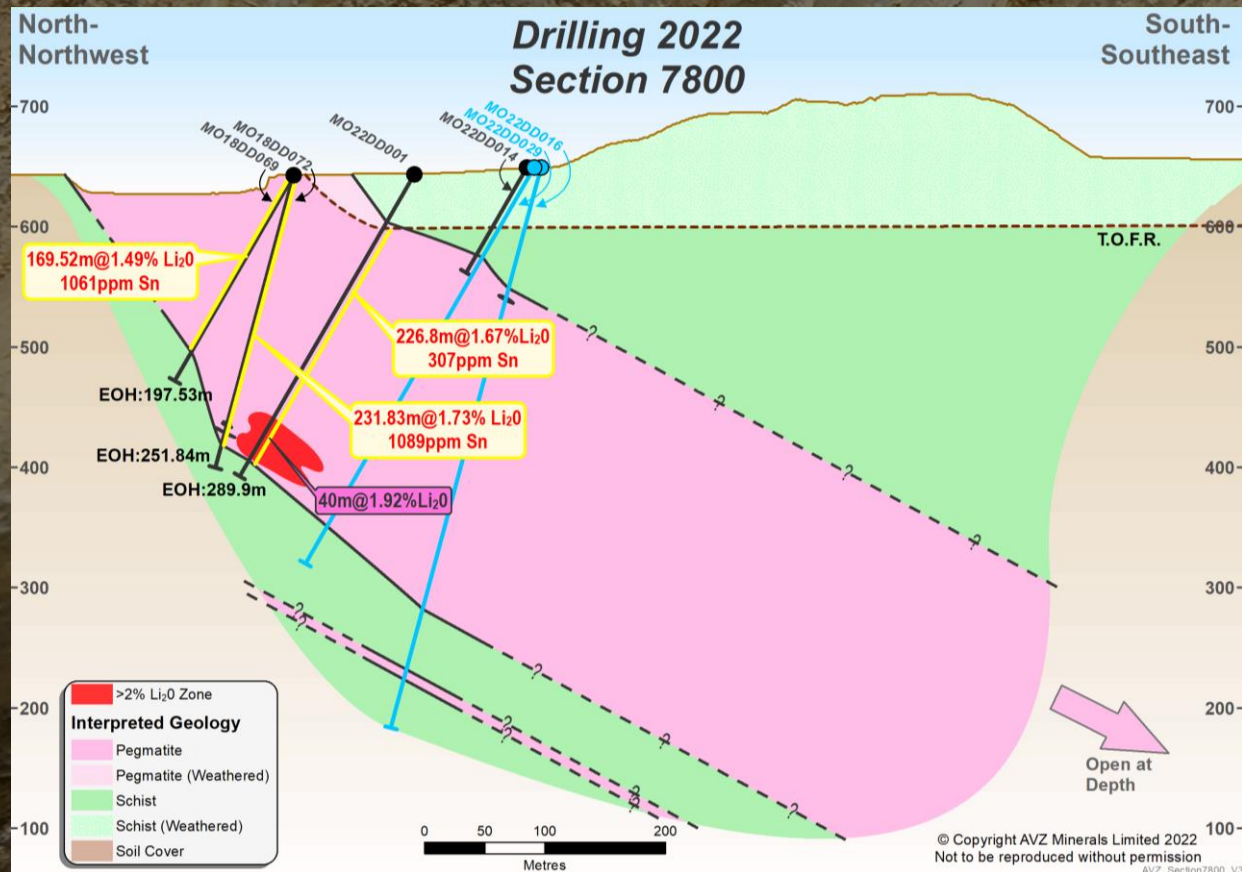 North-
Northwest
Drilling 2022
Section 7800
South-
Southeast
700
700
MO18DD069
MO18DD072
MO22DD001
MO22DD014
MO22DD029
MO22DD016
600
600
T.O.F.R.
169.52m@1.49% Li₂0
1061ppm Sn
226.8m@1.67%Li₂0
307ppm Sn
231.83m@1.73% Li₂0
1089ppm Sn
40m@1.92%Li₂0
500
500
EOH:197.53m
EOH:251.84m
EOH:289.9m
400
400
300
300
200
200
100
100
?
?
?
?
?
?
?
?
?
?
?
?
?
?
>2% Li₂0 Zone
Interpreted Geology
Pegmatite
Pegmatite (Weathered)
Schist
Schist (Weathered)
Soil Cover
0 50 100 200
Metres
Open at
Depth
© Copyright AVZ Minerals Limited 2022
Not to be reproduced without permission
AVZ_Section7800_V3